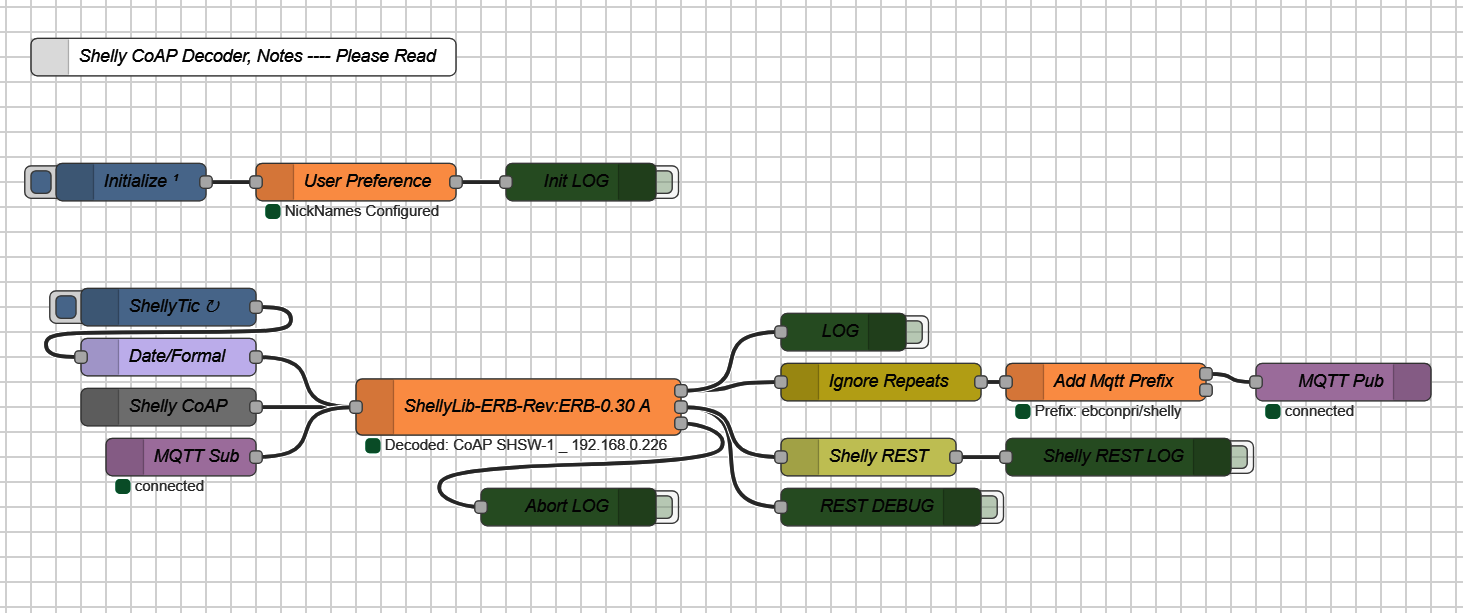 Shelly CoAP Decoder, Notes ---- Please Read
Initialize ¹
User Preference
Init LOG
NickNames Configured
ShellyTic ↻
Date/Formal
Shelly CoAP
MQTT Sub
connected
ShellyLib-ERB-Rev:ERB-0.30 A
Decoded: CoAP SHSW-1 _ 192.168.0.226
Abort LOG
LOG
Ignore Repeats
Add Mqtt Prefix
MQTT Pub
Prefix: ebconpri/shelly
connected
Shelly REST
Shelly REST LOG
REST DEBUG